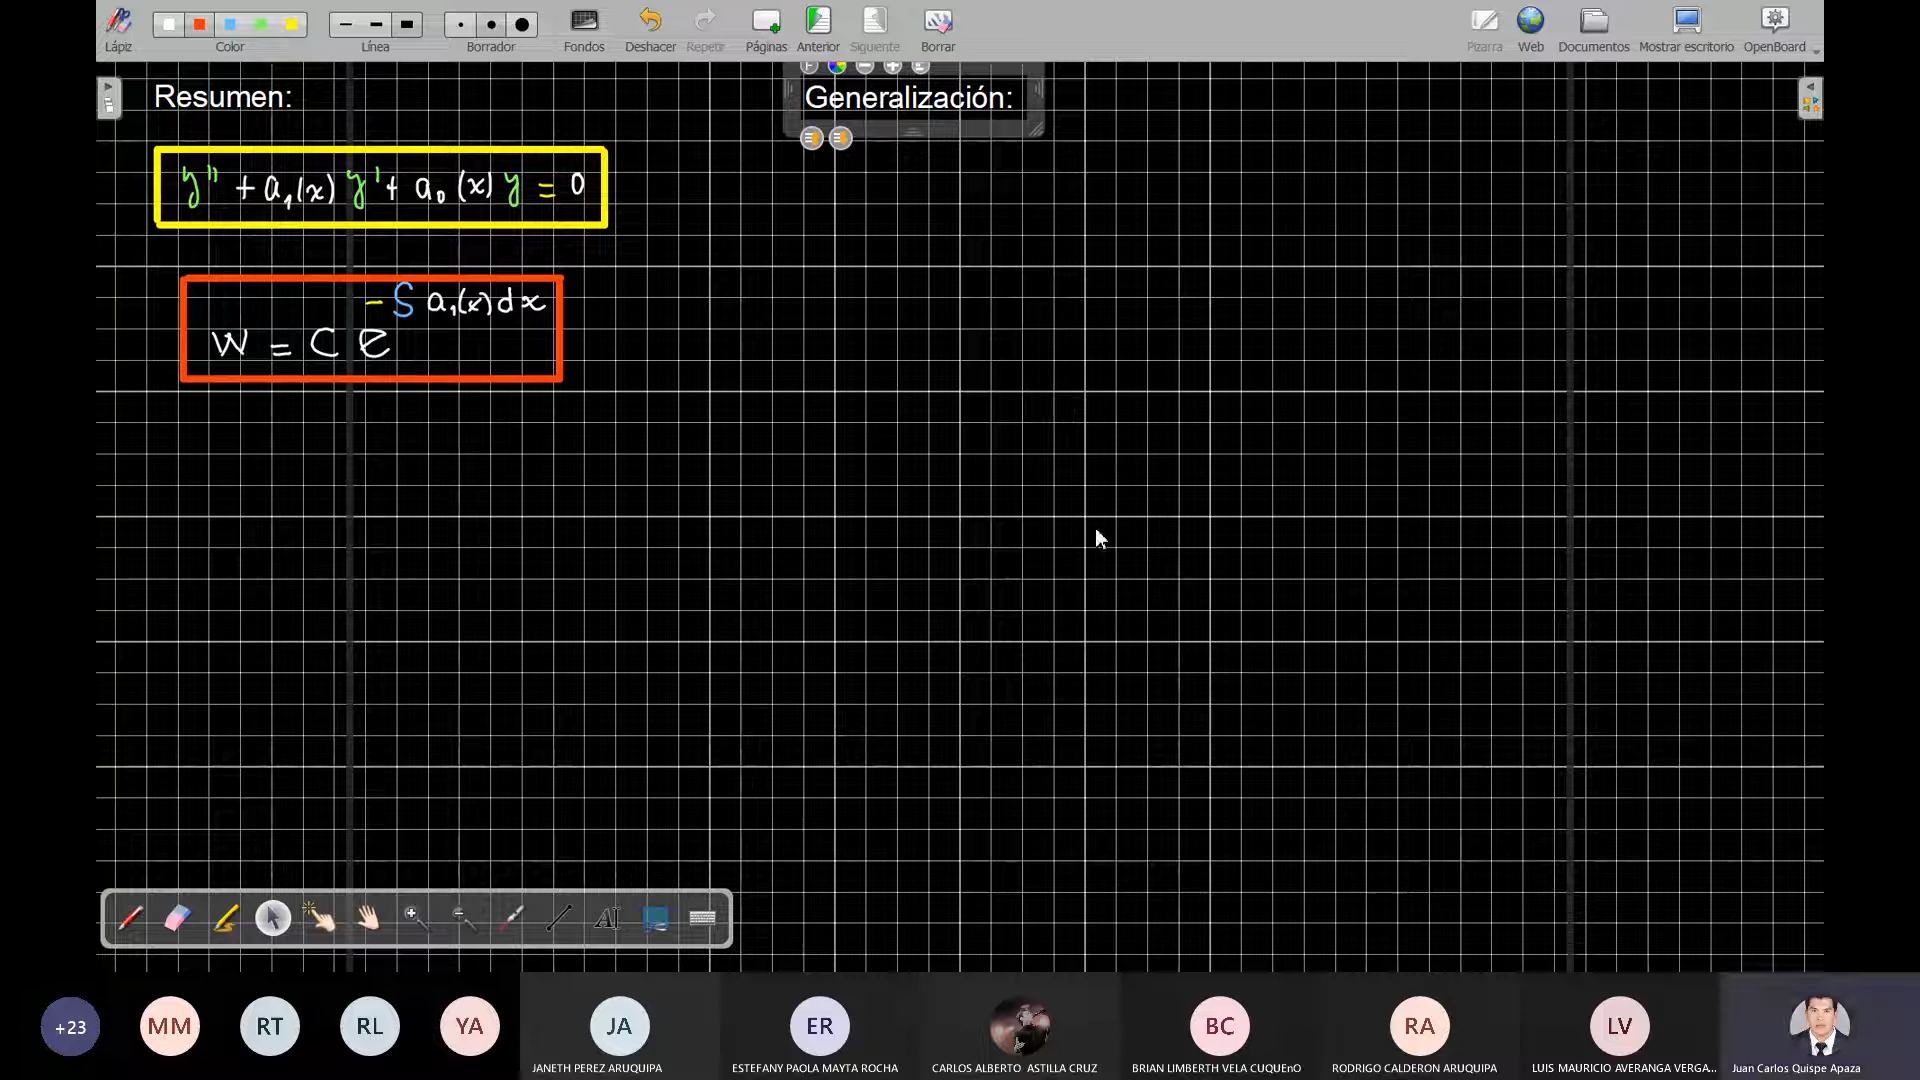 Lápiz Color Línea Borrador Fondos Deshacer Repetir Páginas Anterior Siguiente Borrar Pizarra Web Documentos Mostrar escritorio OpenBoard
Resumen:
Generalización:
y'' + a₁(x) y' + a₀(x) y = 0
- ∫ a₁(x) dx
W = C e
+23
MM
RT
RL
YA
JA
ER
BC
RA
LV
JANETH PEREZ ARUQUIPA
ESTEFANY PAOLA MAYTA ROCHA
CARLOS ALBERTO ASTILLA CRUZ
BRIAN LIMBERTH VELA CUQUEnO
RODRIGO CALDERON ARUQUIPA
LUIS MAURICIO AVERANGA VERGA...
Juan Carlos Quispe Apaza